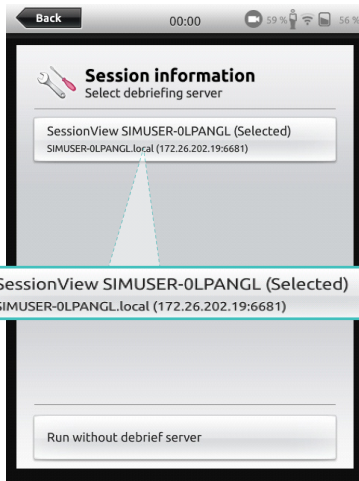 Back 00:00 59 % 56 %
Session information
Select debriefing server
SessionView SIMUSER-0LPANGL (Selected)
SIMUSER-0LPANGL.local (172.26.202.19:6681)
SessionView SIMUSER-0LPANGL (Selected)
SIMUSER-0LPANGL.local (172.26.202.19:6681)
Run without debrief server